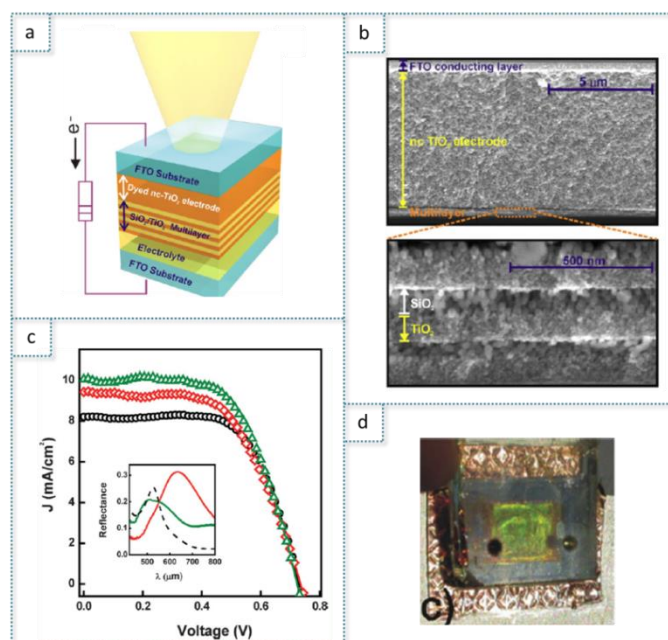 a
e⁻
FTO Substrate
Dyed nc-TiO₂ electrode
SiO₂/TiO₂ Multilayer
Electrolyte
FTO Substrate
b
FTO conducting layer
5 μm
nc TiO₂ electrode
Multilayer
500 nm
SiO₂
TiO₂
c
J (mA/cm²)
10
8
6
4
2
0
0.0 0.2 0.4 0.6 0.8
Voltage (V)
Reflectance
0.3
0.2
0.1
0.0
500 600 700 800
λ (μm)
d
c)